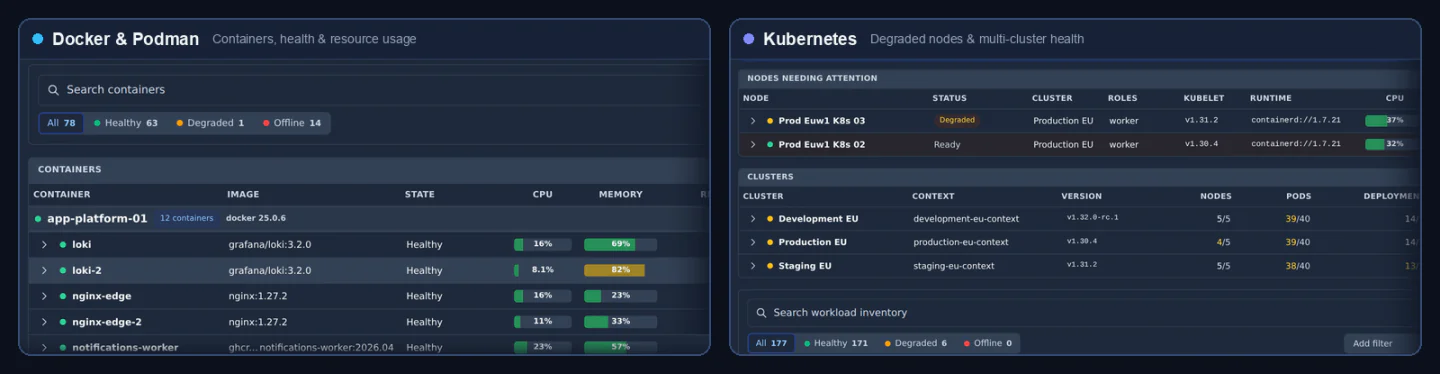 Docker & Podman Containers, health & resource usage
Search containers
All 78 Healthy 63 Degraded 1 Offline 14
CONTAINERS
CONTAINER IMAGE STATE CPU MEMORY
app-platform-01 12 containers docker 25.0.6
loki grafana/loki:3.2.0 Healthy 16% 69%
loki-2 grafana/loki:3.2.0 Healthy 8.1% 82%
nginx-edge nginx:1.27.2 Healthy 16% 23%
nginx-edge-2 nginx:1.27.2 Healthy 11% 33%
notifications-worker ghcr... notifications-worker:2026.04 Healthy 23% 57%
Kubernetes Degraded nodes & multi-cluster health
NODES NEEDING ATTENTION
NODE STATUS CLUSTER ROLES KUBELET RUNTIME CPU
Prod Euw1 K8s 03 Degraded Production EU worker v1.31.2 containerd://1.7.21 37%
Prod Euw1 K8s 02 Ready Production EU worker v1.30.4 containerd://1.7.21 32%
CLUSTERS
CLUSTER CONTEXT VERSION NODES PODS DEPLOYMEN
Development EU development-eu-context v1.32.0-rc.1 5/5 39/40 14/
Production EU production-eu-context v1.30.4 4/5 39/40 14/
Staging EU staging-eu-context v1.31.2 5/5 38/40 13/
Search workload inventory
All 177 Healthy 171 Degraded 6 Offline 0 Add filter